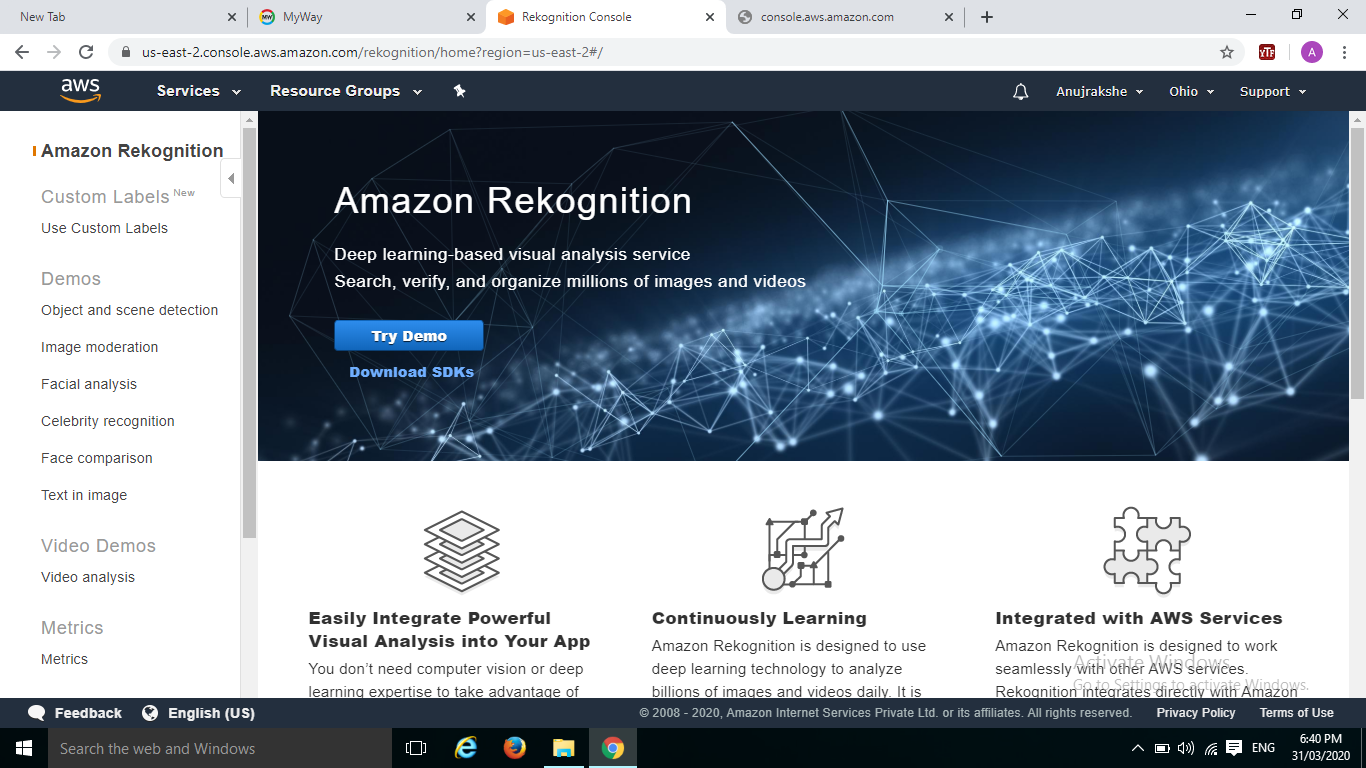 New Tab
MyWay
Rekognition Console
console.aws.amazon.com
us-east-2.console.aws.amazon.com/rekognition/home?region=us-east-2#/
YTF
A
aws
Services
Resource Groups
Anujrakshe
Ohio
Support
Amazon Rekognition
Custom Labels New
Use Custom Labels
Demos
Object and scene detection
Image moderation
Facial analysis
Celebrity recognition
Face comparison
Text in image
Video Demos
Video analysis
Metrics
Metrics
Amazon Rekognition
Deep learning-based visual analysis service
Search, verify, and organize millions of images and videos
Try Demo
Download SDKs
Easily Integrate Powerful
Visual Analysis into Your App
You don’t need computer vision or deep
learning expertise to take advantage of
Continuously Learning
Amazon Rekognition is designed to use
deep learning technology to analyze
billions of images and videos daily. It is
Integrated with AWS Services
Amazon Rekognition is designed to work
seamlessly with other AWS services.
Rekognition integrates directly with Amazon
Activate Windows
Go to Settings to activate Windows.
Feedback
English (US)
© 2008 - 2020, Amazon Internet Services Private Ltd. or its affiliates. All rights reserved.
Privacy Policy
Terms of Use
Search the web and Windows
ENG
6:40 PM
31/03/2020